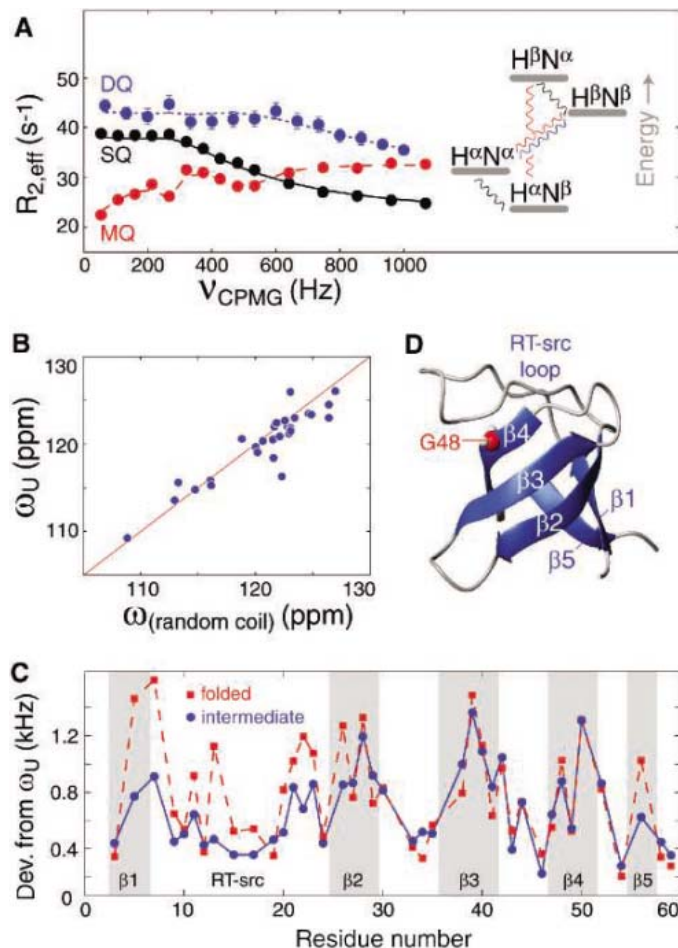 A
50
40
30
20
R2,eff (s-1)
DQ
SQ
MQ
0 200 400 600 800 1000
νCPMG (Hz)
HβNα
HβNβ
HαNα
HαNβ
Energy →
B
130
120
110
ωU (ppm)
110 120 130
ω(random coil) (ppm)
D
RT-src
loop
G48
β4
β3
β2
β1
β5
C
1.2
0.8
0.4
0
Dev. from ωU (kHz)
folded
intermediate
β1 RT-src β2 β3 β4 β5
0 10 20 30 40 50 60
Residue number